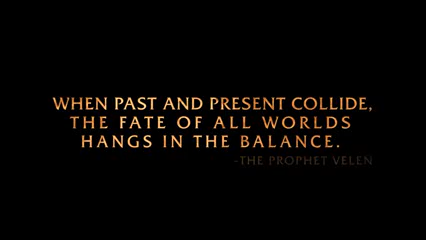 WHEN PAST AND PRESENT COLLIDE,
THE FATE OF ALL WORLDS
HANGS IN THE BALANCE.
-THE PROPHET VELEN